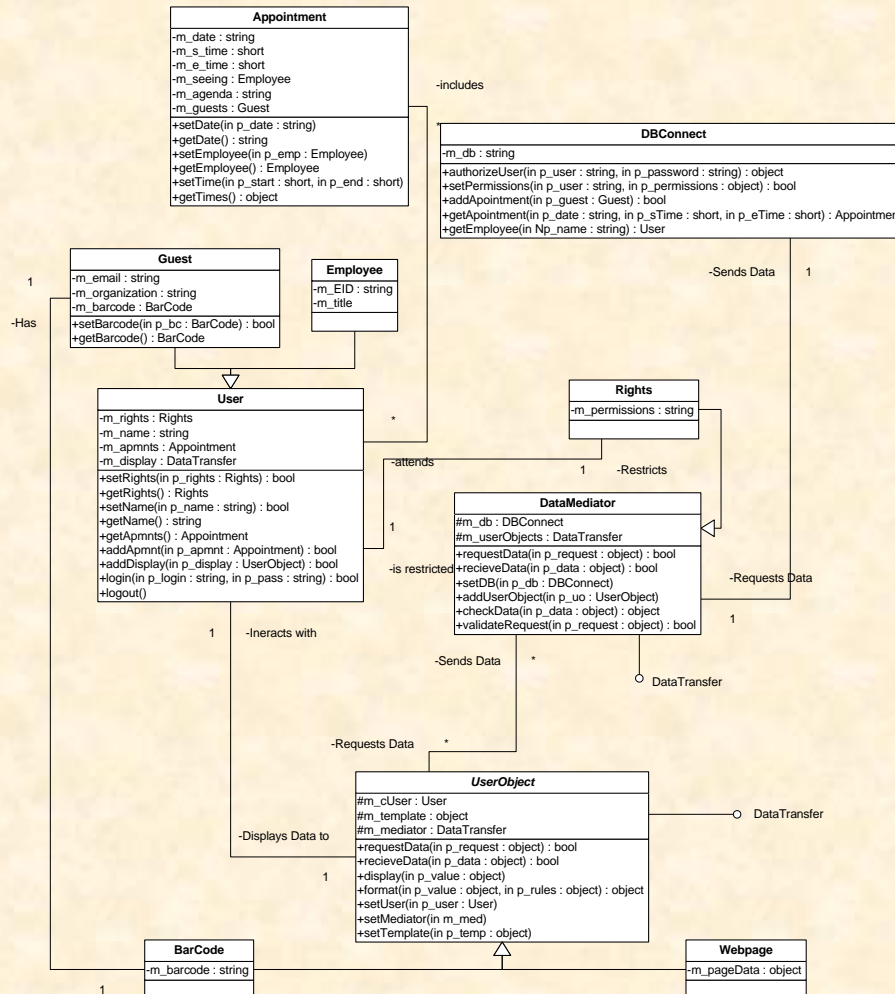 Appointment
-m_date : string
-m_s_time : short
-m_e_time : short
-m_seeing : Employee
-m_agenda : string
-m_guests : Guest
+setDate(in p_date : string)
+getDate() : string
+setEmployee(in p_emp : Employee)
+getEmployee() : Employee
+setTime(in p_start : short, in p_end : short)
+getTimes() : object
-includes
*
DBConnect
-m_db : string
+authorizeUser(in p_user : string, in p_password : string) : object
+setPermissions(in p_user : string, in p_permissions : object) : bool
+addApointment(in p_guest : Guest) : bool
+getApointment(in p_date : string, in p_sTime : short, in p_eTime : short) : Appointmen
+getEmployee(in Np_name : string) : User
-Sends Data
1
Guest
-m_email : string
-m_organization : string
-m_barcode : BarCode
+setBarcode(in p_bc : BarCode) : bool
+getBarcode() : BarCode
1
-Has
Employee
-m_EID : string
-m_title
User
-m_rights : Rights
-m_name : string
-m_apmnts : Appointment
-m_display : DataTransfer
+setRights(in p_rights : Rights) : bool
+getRights() : Rights
+setName(in p_name : string) : bool
+getName() : string
+getApmnts() : Appointment
+addApmnt(in p_apmnt : Appointment) : bool
+addDisplay(in p_display : UserObject) : bool
+login(in p_login : string, in p_pass : string) : bool
+logout()
*
-attends
1
-is restricted
Rights
-m_permissions : string
1
-Restricts
DataMediator
#m_db : DBConnect
#m_userObjects : DataTransfer
+requestData(in p_request : object) : bool
+recieveData(in p_data : object) : bool
+setDB(in p_db : DBConnect)
+addUserObject(in p_uo : UserObject)
+checkData(in p_data : object) : object
+validateRequest(in p_request : object) : bool
-Requests Data
1
1
-Ineracts with
-Sends Data
*
DataTransfer
-Requests Data
*
UserObject
#m_cUser : User
#m_template : object
#m_mediator : DataTransfer
+requestData(in p_request : object) : bool
+recieveData(in p_data : object) : bool
+display(in p_value : object)
+format(in p_value : object, in p_rules : object) : object
+setUser(in p_user : User)
+setMediator(in m_med)
+setTemplate(in p_temp : object)
DataTransfer
-Displays Data to
1
BarCode
-m_barcode : string
1
Webpage
-m_pageData : object